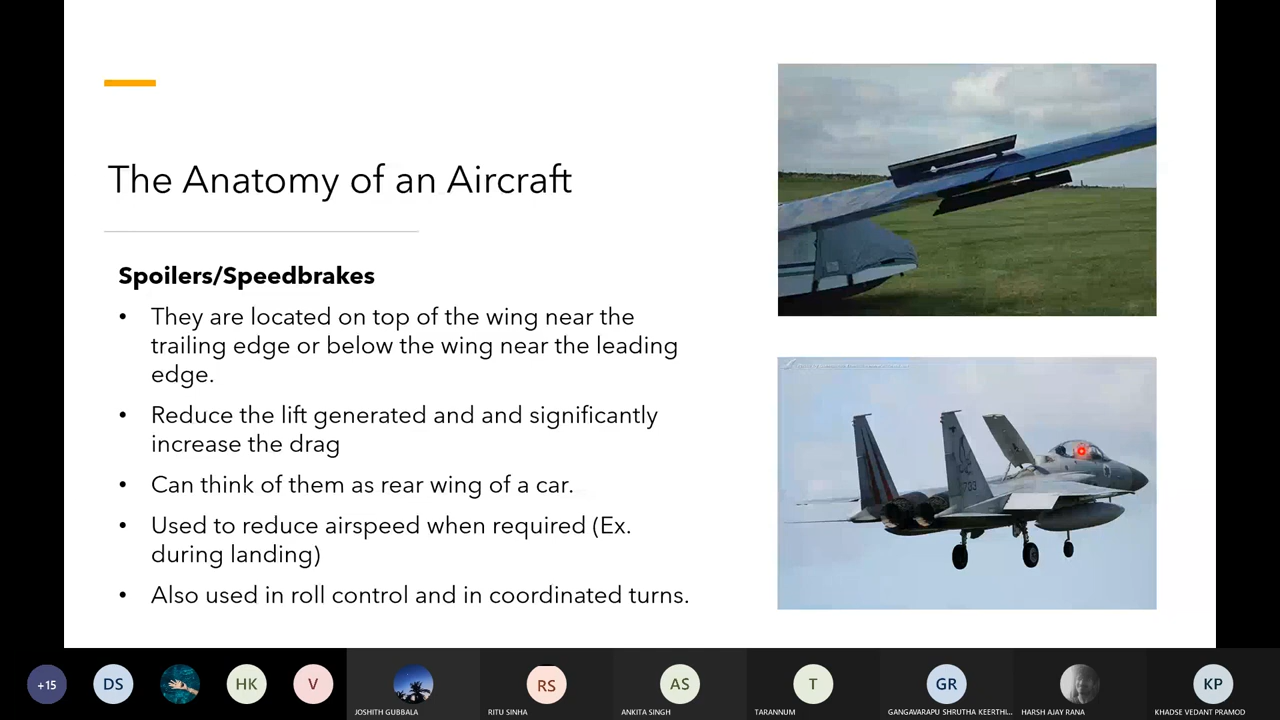 The Anatomy of an Aircraft
Spoilers/Speedbrakes
• They are located on top of the wing near the
trailing edge or below the wing near the leading
edge.
• Reduce the lift generated and and significantly
increase the drag
• Can think of them as rear wing of a car.
• Used to reduce airspeed when required (Ex.
during landing)
• Also used in roll control and in coordinated turns.
+15
DS
HK
V
RS
AS
T
GR
KP
JOSHITH GUBBALA
RITU SINHA
ANKITA SINGH
TARANNUM
GANGAVARAPU SHRUTHA KEERTHI...
HARSH AJAY RANA
KHADSE VEDANT PRAMOD